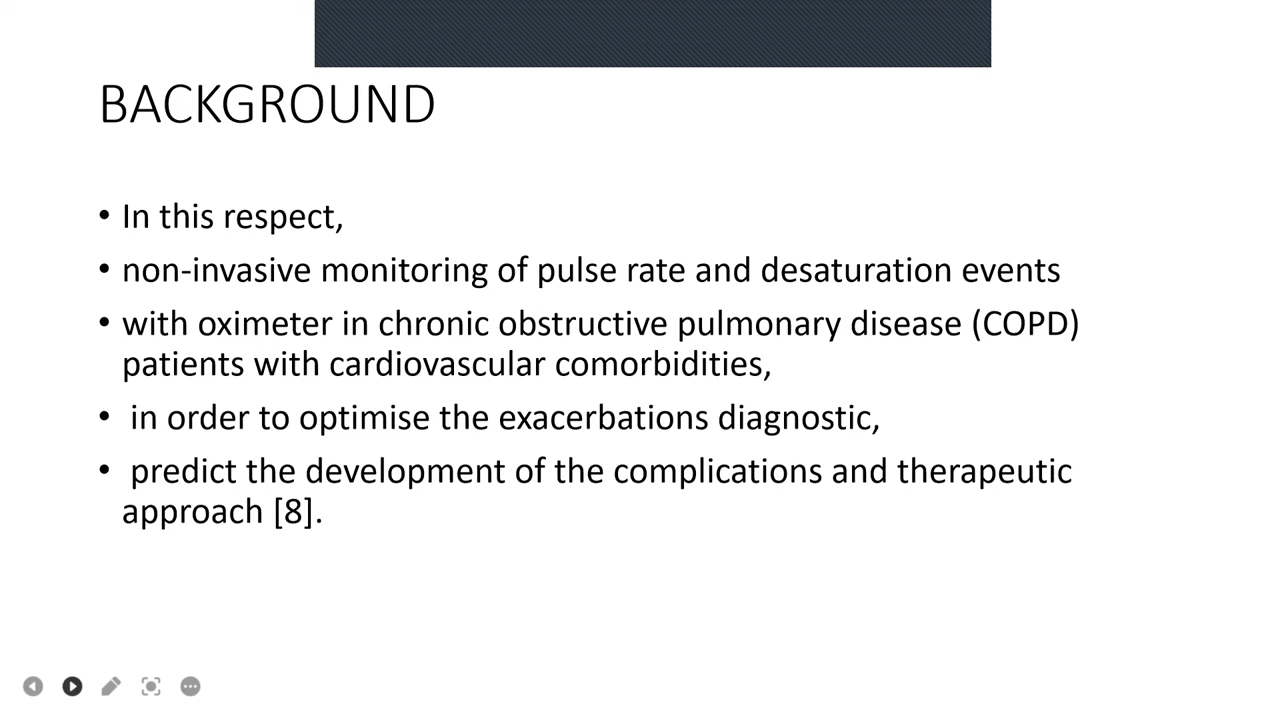 BACKGROUND
• In this respect,
• non-invasive monitoring of pulse rate and desaturation events
• with oximeter in chronic obstructive pulmonary disease (COPD)
patients with cardiovascular comorbidities,
• in order to optimise the exacerbations diagnostic,
• predict the development of the complications and therapeutic
approach [8].